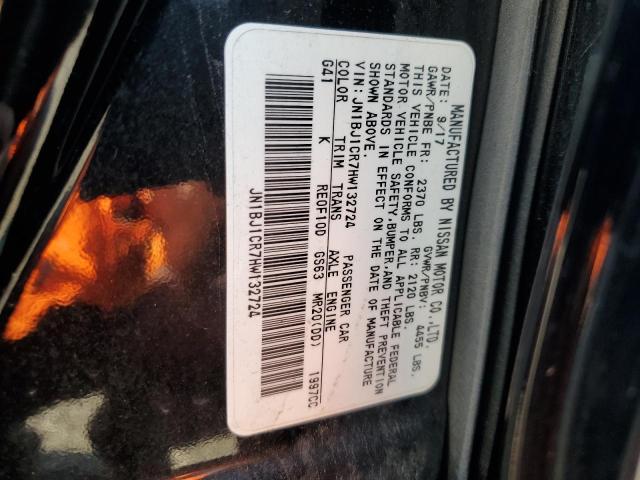 MANUFACTURED BY NISSAN MOTOR CO.,LTD.
DATE: 9/17 GVWR/PNBV: 4455 LBS.
GAWR/PNBE FR: 2370 LBS. RR: 2120 LBS.
THIS VEHICLE CONFORMS TO ALL APPLICABLE FEDERAL
MOTOR VEHICLE SAFETY,BUMPER,AND THEFT PREVENTION
STANDARDS IN EFFECT ON THE DATE OF MANUFACTURE
SHOWN ABOVE.
VIN: JN1BJ1CR7HW132724 PASSENGER CAR
COLOR TRIM TRANS AXLE ENGINE
G41 K RE0F10D GS63 MR20(DD) 1997CC
JN1BJ1CR7HW132724